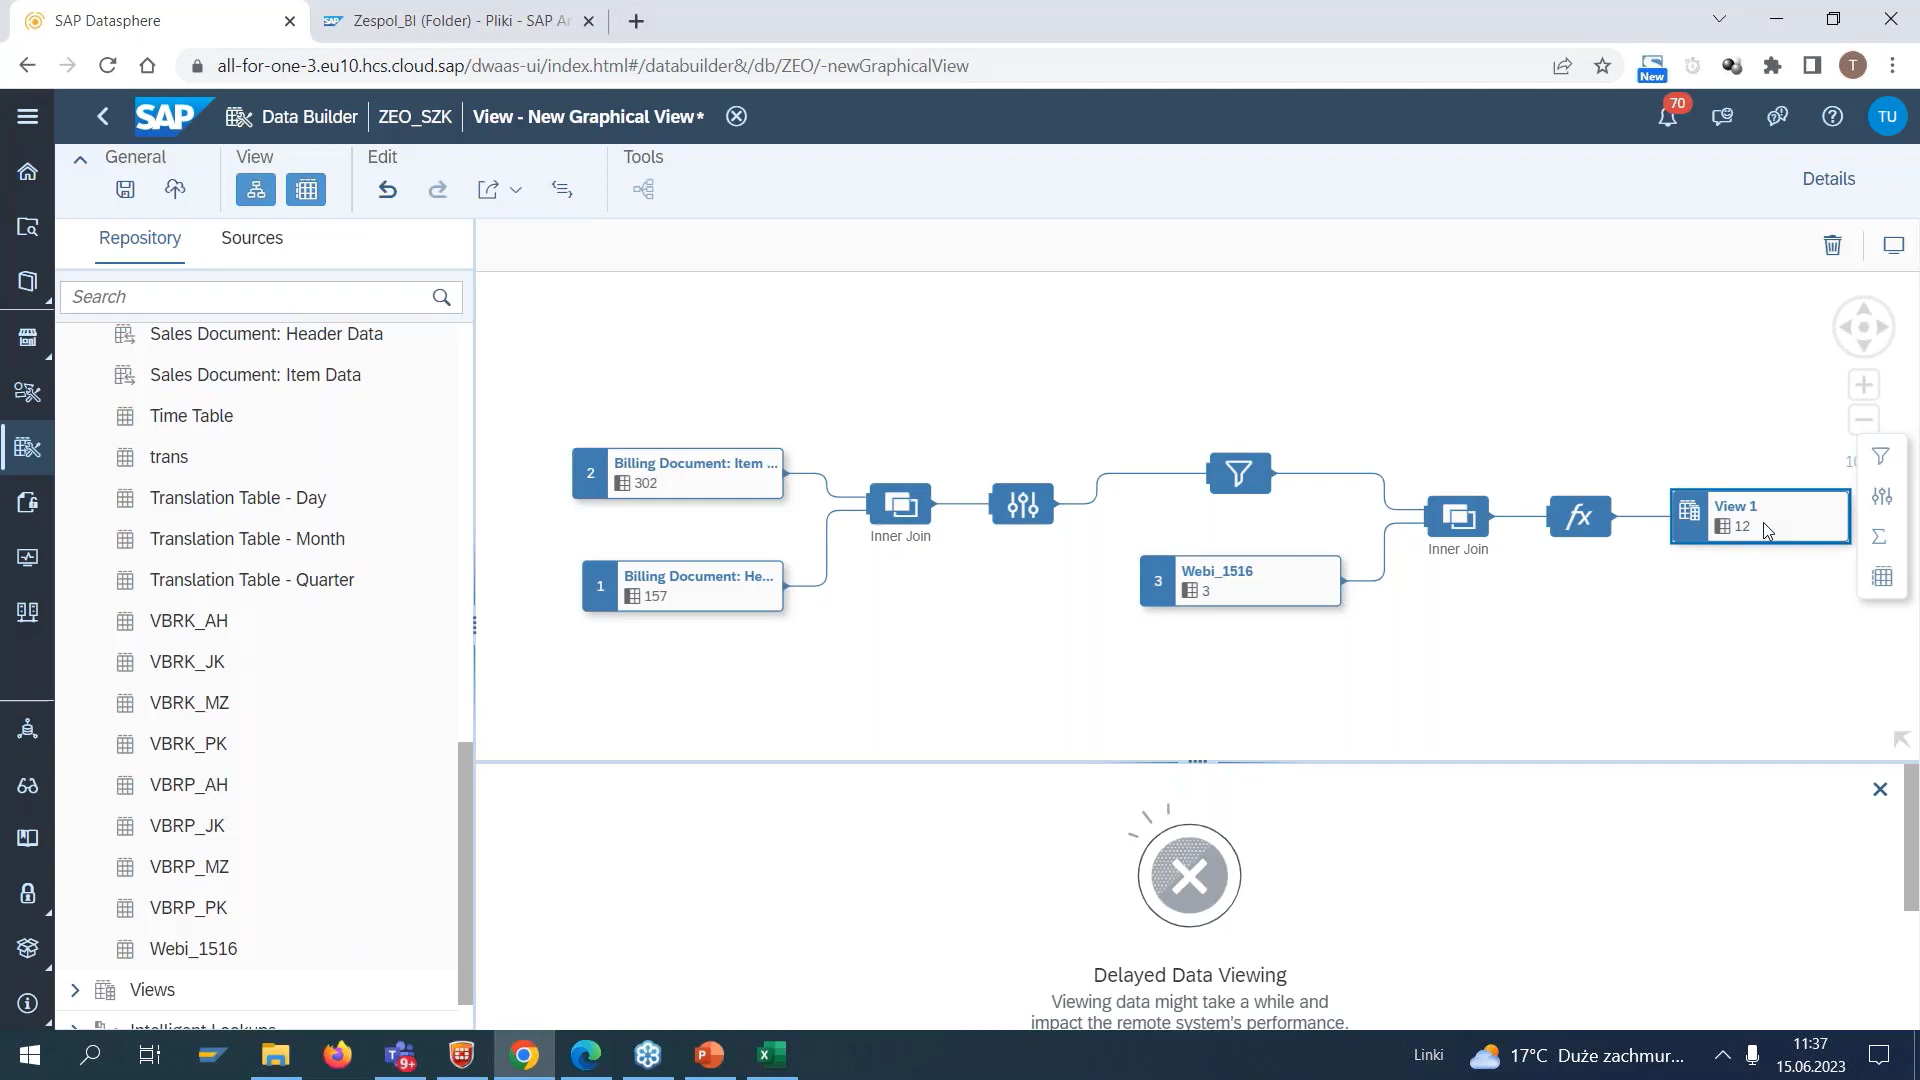 SAP Datasphere
Zespol_BI (Folder) - Pliki - SAP A
all-for-one-3.eu10.hcs.cloud.sap/dwaas-ui/index.html#/databuilder&/db/ZEO/-newGraphicalView
New
T
SAP
Data Builder
ZEO_SZK
View - New Graphical View*
70
TU
General
View
Edit
Tools
Details
Repository
Sources
Search
Sales Document: Header Data
Sales Document: Item Data
Time Table
trans
Translation Table - Day
Translation Table - Month
Translation Table - Quarter
VBRK_AH
VBRK_JK
VBRK_MZ
VBRK_PK
VBRP_AH
VBRP_JK
VBRP_MZ
VBRP_PK
Webi_1516
Views
Intelligent Lookups
2
Billing Document: Item ...
302
1
Billing Document: He...
157
Inner Join
3
Webi_1516
3
Inner Join
fx
View 1
12
Delayed Data Viewing
Viewing data might take a while and
impact the remote system's performance.
9+
Linki
17°C Duże zachmur...
11:37
15.06.2023